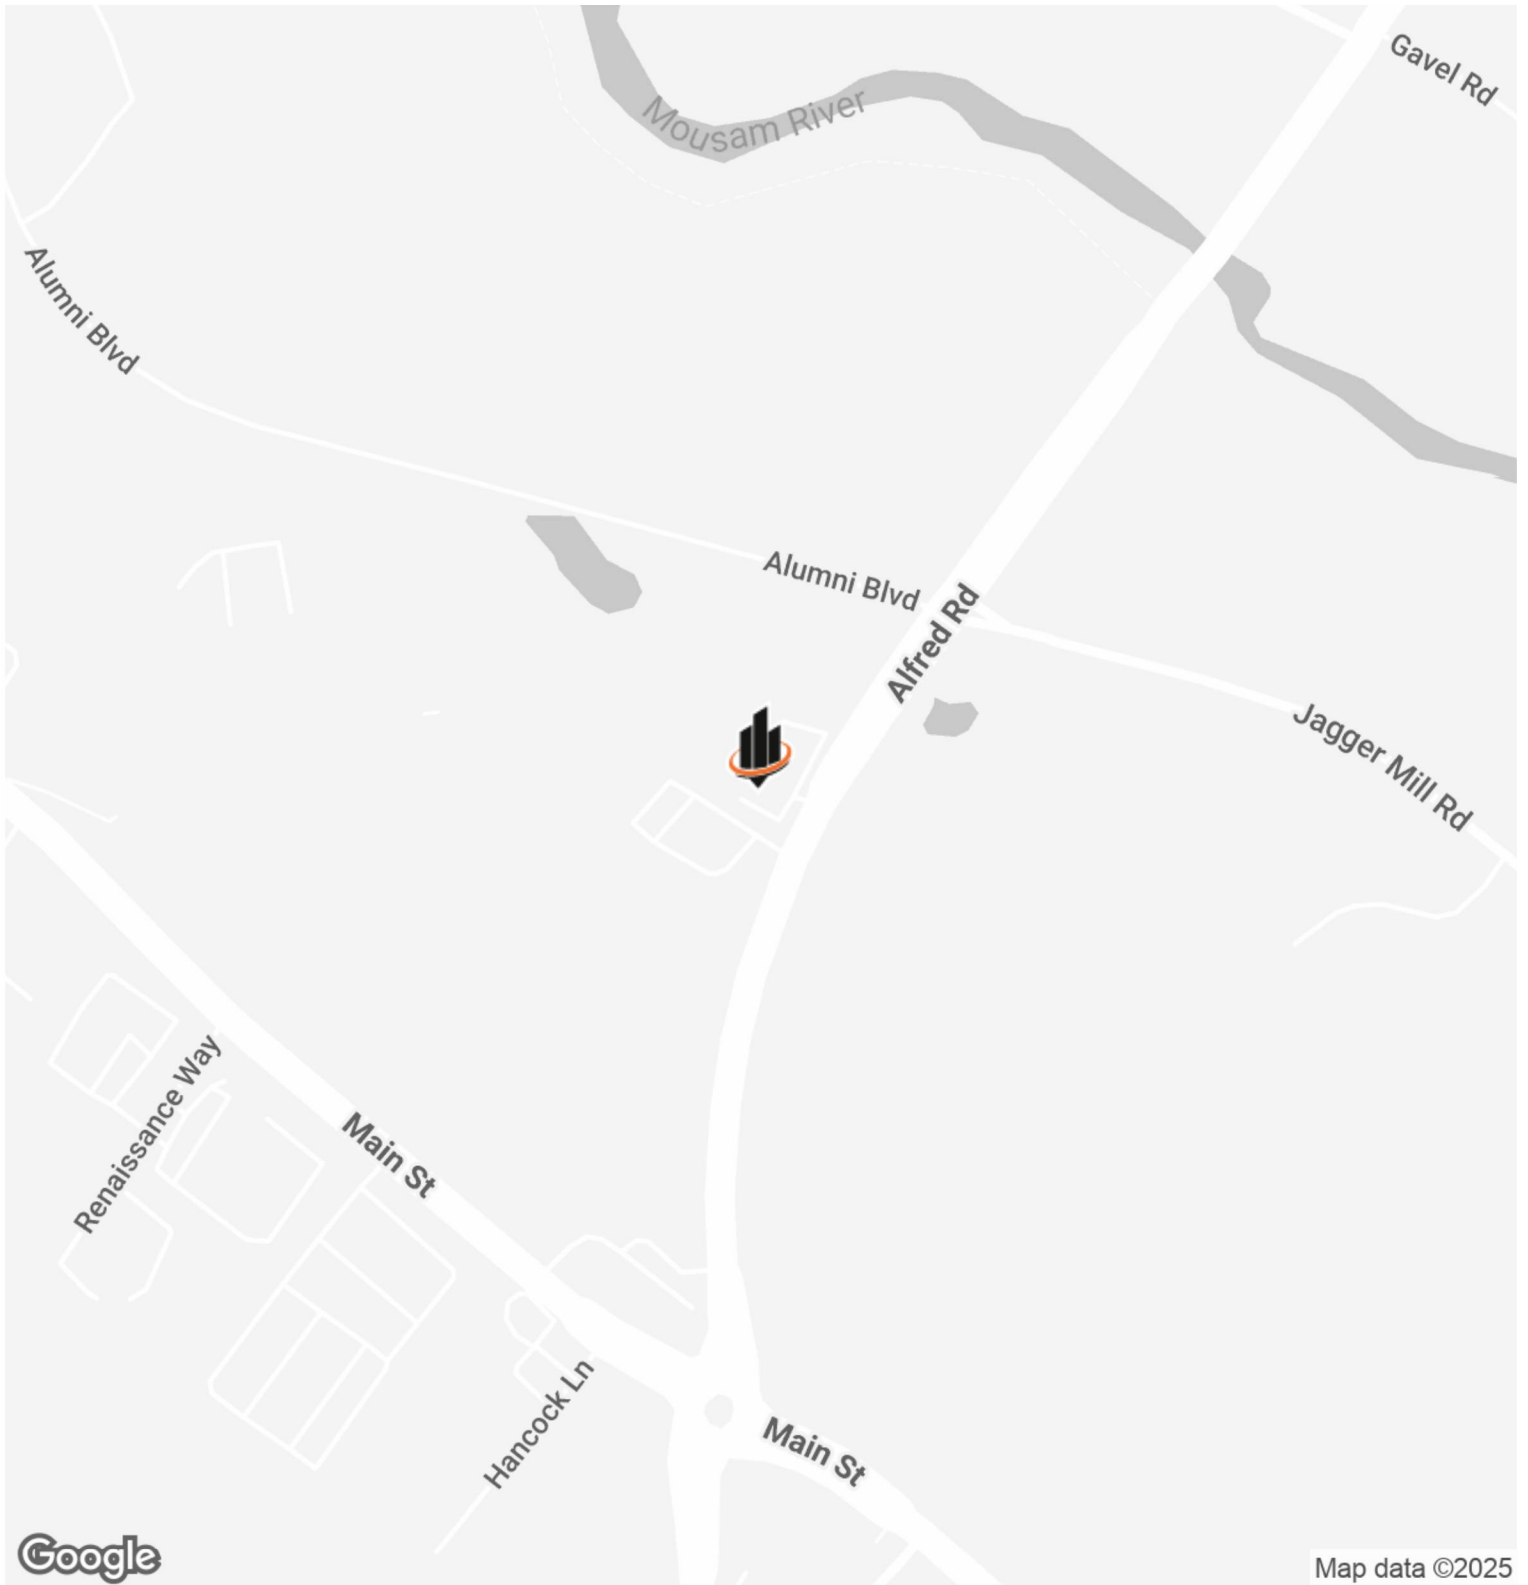 Gavel Rd
Mousam River
Alumni Blvd
Alumni Blvd
Alfred Rd
Jagger Mill Rd
Renaissance Way
Main St
Hancock Ln
Main St
Google
Map data ©2025